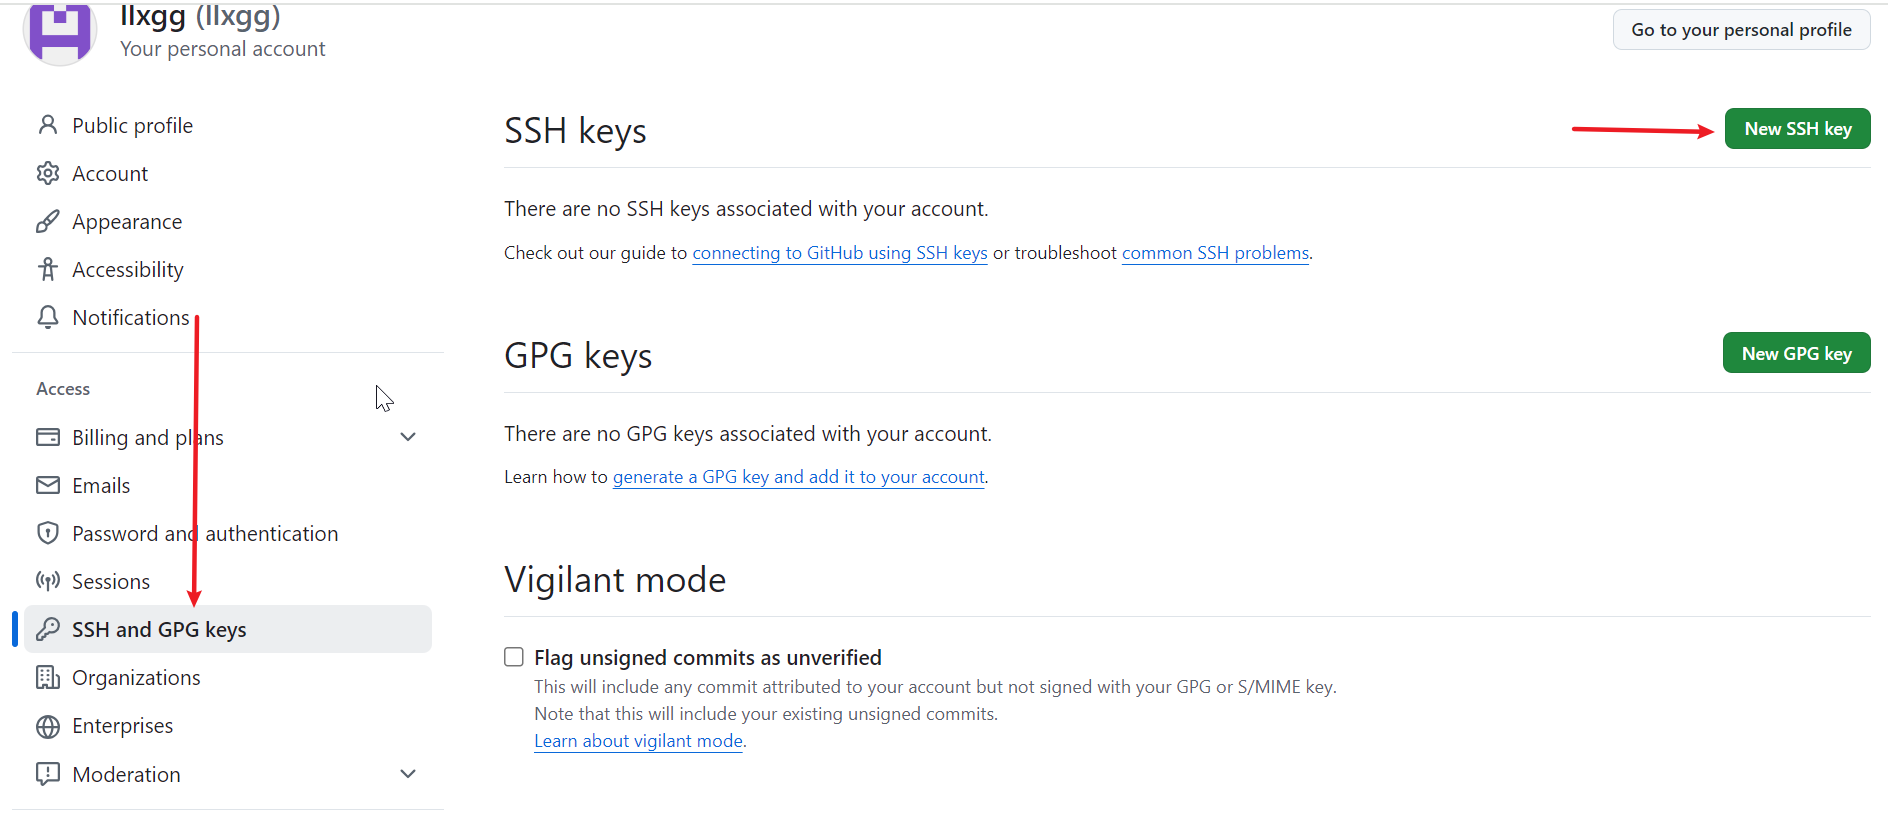 llxgg (llxgg)
Your personal account
Go to your personal profile
Public profile
Account
Appearance
Accessibility
Notifications
Access
Billing and plans
Emails
Password and authentication
Sessions
SSH and GPG keys
Organizations
Enterprises
Moderation
SSH keys
New SSH key
There are no SSH keys associated with your account.
Check out our guide to connecting to GitHub using SSH keys or troubleshoot common SSH problems.
GPG keys
New GPG key
There are no GPG keys associated with your account.
Learn how to generate a GPG key and add it to your account.
Vigilant mode
Flag unsigned commits as unverified
This will include any commit attributed to your account but not signed with your GPG or S/MIME key.
Note that this will include your existing unsigned commits.
Learn about vigilant mode.